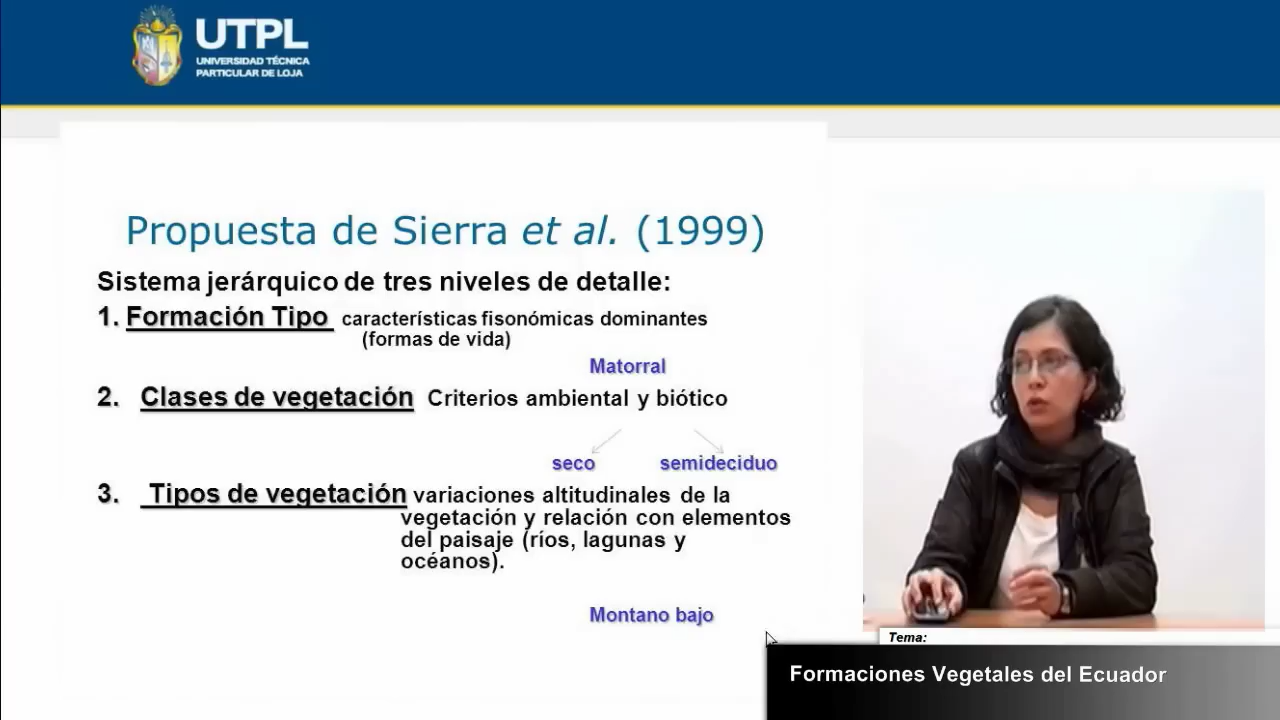 UTPL
UNIVERSIDAD TÉCNICA
PARTICULAR DE LOJA
Propuesta de Sierra et al. (1999)
Sistema jerárquico de tres niveles de detalle:
1. Formación Tipo características fisonómicas dominantes
(formas de vida)
Matorral
2. Clases de vegetación Criterios ambiental y biótico
seco semideciduo
3. Tipos de vegetación variaciones altitudinales de la
vegetación y relación con elementos
del paisaje (ríos, lagunas y
océanos).
Montano bajo
Tema:
Formaciones Vegetales del Ecuador